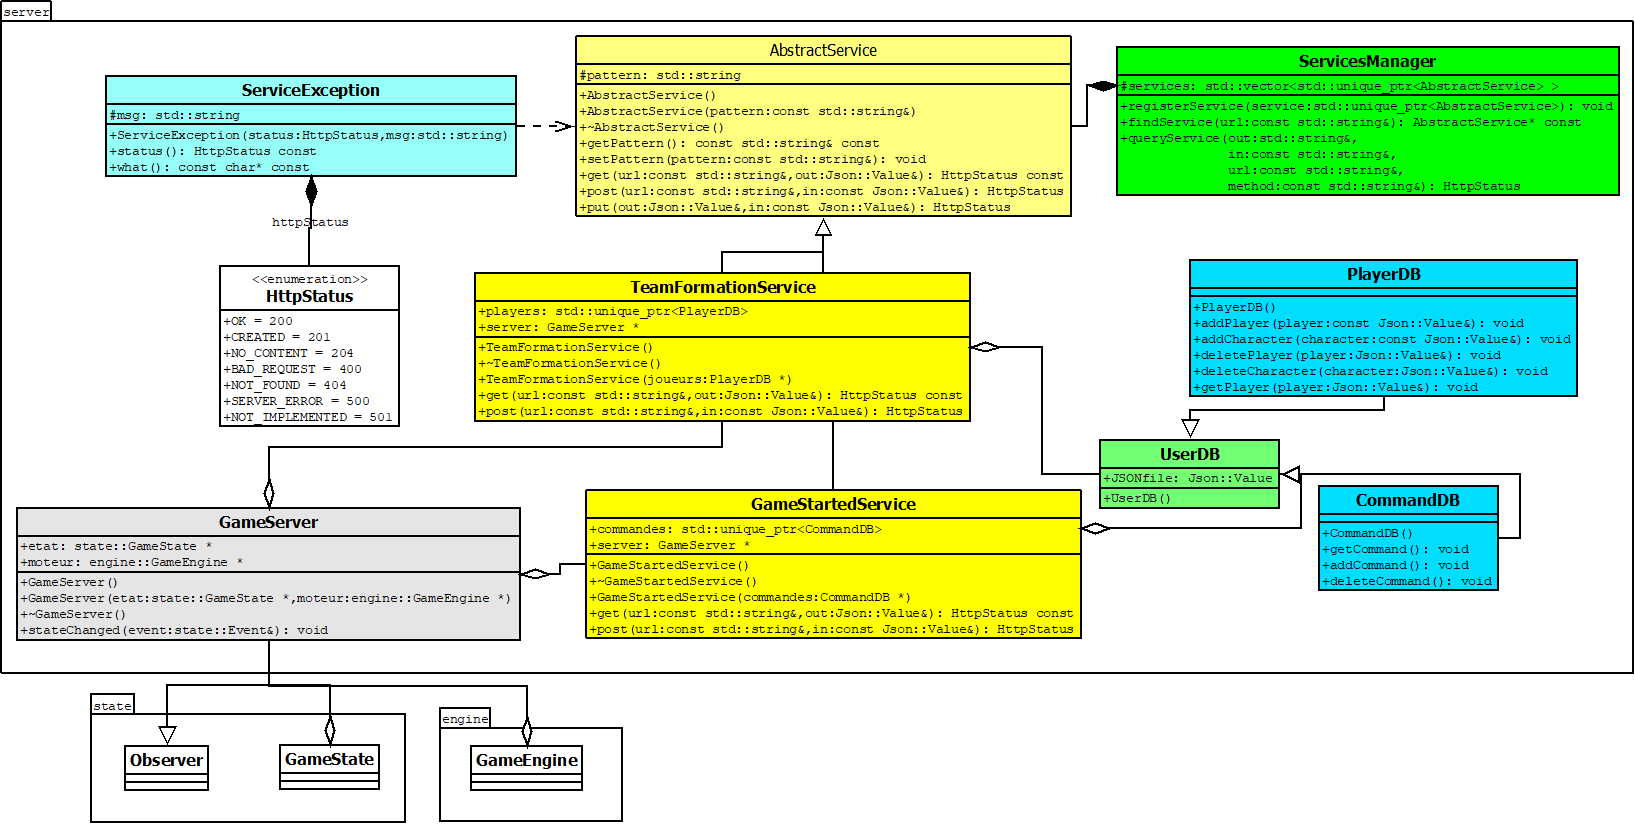 server
AbstractService
#pattern: std::string
+AbstractService()
+AbstractService(pattern:const std::string&)
+~AbstractService()
+getPattern(): const std::string& const
+setPattern(pattern:const std::string&): void
+get(url:const std::string&,out:Json::Value&): HttpStatus const
+post(url:const std::string&,in:const Json::Value&): HttpStatus
+put(out:Json::Value&,in:const Json::Value&): HttpStatus
ServicesManager
#services: std::vector<std::unique_ptr<AbstractService> >
+registerService(service:std::unique_ptr<AbstractService>): void
+findService(url:const std::string&): AbstractService* const
+queryService(out:std::string&,
in:const std::string&,
url:const std::string&,
method:const std::string&): HttpStatus
ServiceException
#msg: std::string
+ServiceException(status:HttpStatus,msg:std::string)
+status(): HttpStatus const
+what(): const char* const
httpStatus
<<enumeration>>
HttpStatus
+OK = 200
+CREATED = 201
+NO_CONTENT = 204
+BAD_REQUEST = 400
+NOT_FOUND = 404
+SERVER_ERROR = 500
+NOT_IMPLEMENTED = 501
TeamFormationService
+players: std::unique_ptr<PlayerDB>
+server: GameServer *
+TeamFormationService()
+~TeamFormationService()
+TeamFormationService(joueurs:PlayerDB *)
+get(url:const std::string&,out:Json::Value&): HttpStatus const
+post(url:const std::string&,in:const Json::Value&): HttpStatus
PlayerDB
+PlayerDB()
+addPlayer(player:const Json::Value&): void
+addCharacter(character:const Json::Value&): void
+deletePlayer(player:Json::Value&): void
+deleteCharacter(character:Json::Value&): void
+getPlayer(player:Json::Value&): void
UserDB
+JSONfile: Json::Value
+UserDB()
CommandDB
+CommandDB()
+getCommand(): void
+addCommand(): void
+deleteCommand(): void
GameStartedService
+commandes: std::unique_ptr<CommandDB>
+server: GameServer *
+GameStartedService()
+~GameStartedService()
+GameStartedService(commandes:CommandDB *)
+get(url:const std::string&,out:Json::Value&): HttpStatus const
+post(url:const std::string&,in:const Json::Value&): HttpStatus
GameServer
+etat: state::GameState *
+moteur: engine::GameEngine *
+GameServer()
+GameServer(etat:state::GameState *,moteur:engine::GameEngine *)
+~GameServer()
+stateChanged(event:state::Event&): void
state
Observer
GameState
engine
GameEngine